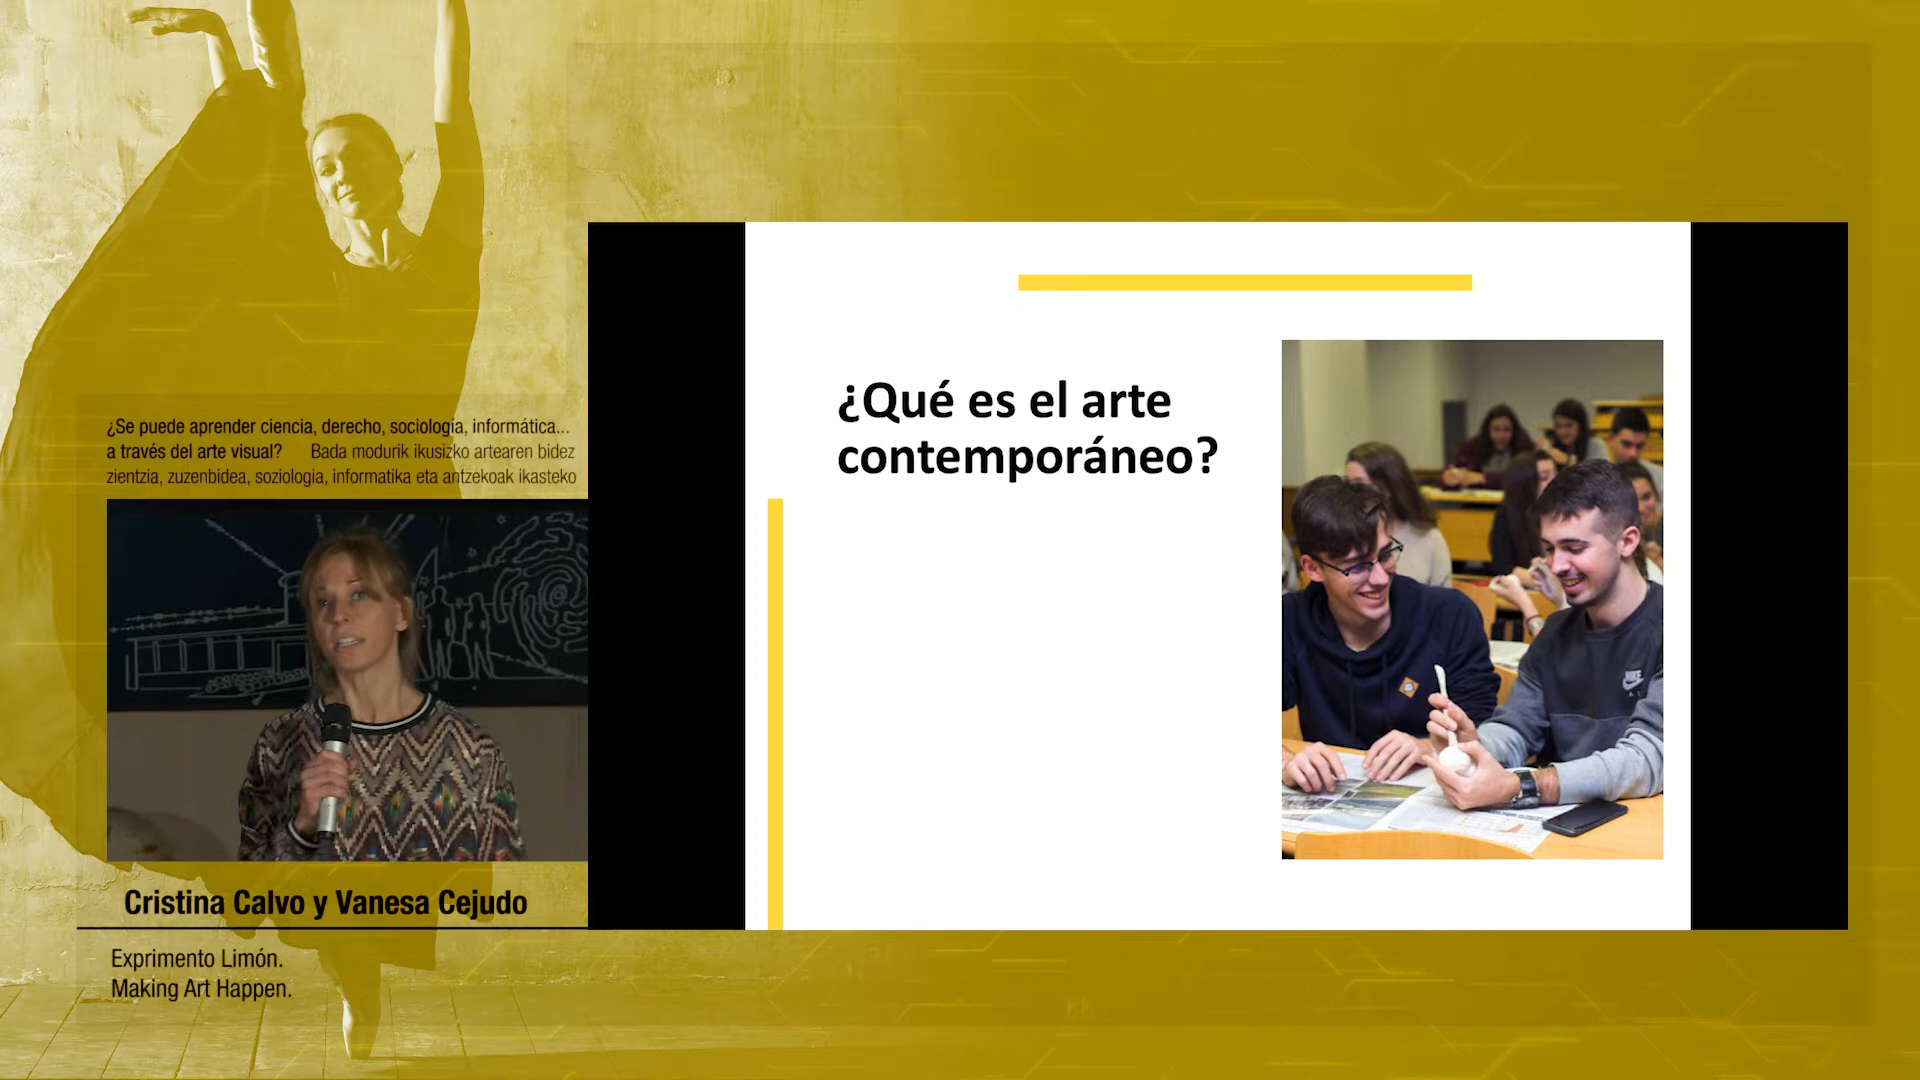 ¿Se puede aprender ciencia, derecho, sociología, informática...
a través del arte visual? Bada modurik ikusizko artearen bidez
zientzia, zuzenbidea, soziologia, informatika eta antzekoak ikasteko
Cristina Calvo y Vanesa Cejudo
Exprimento Limón.
Making Art Happen.
¿Qué es el arte
contemporáneo?
NIKE